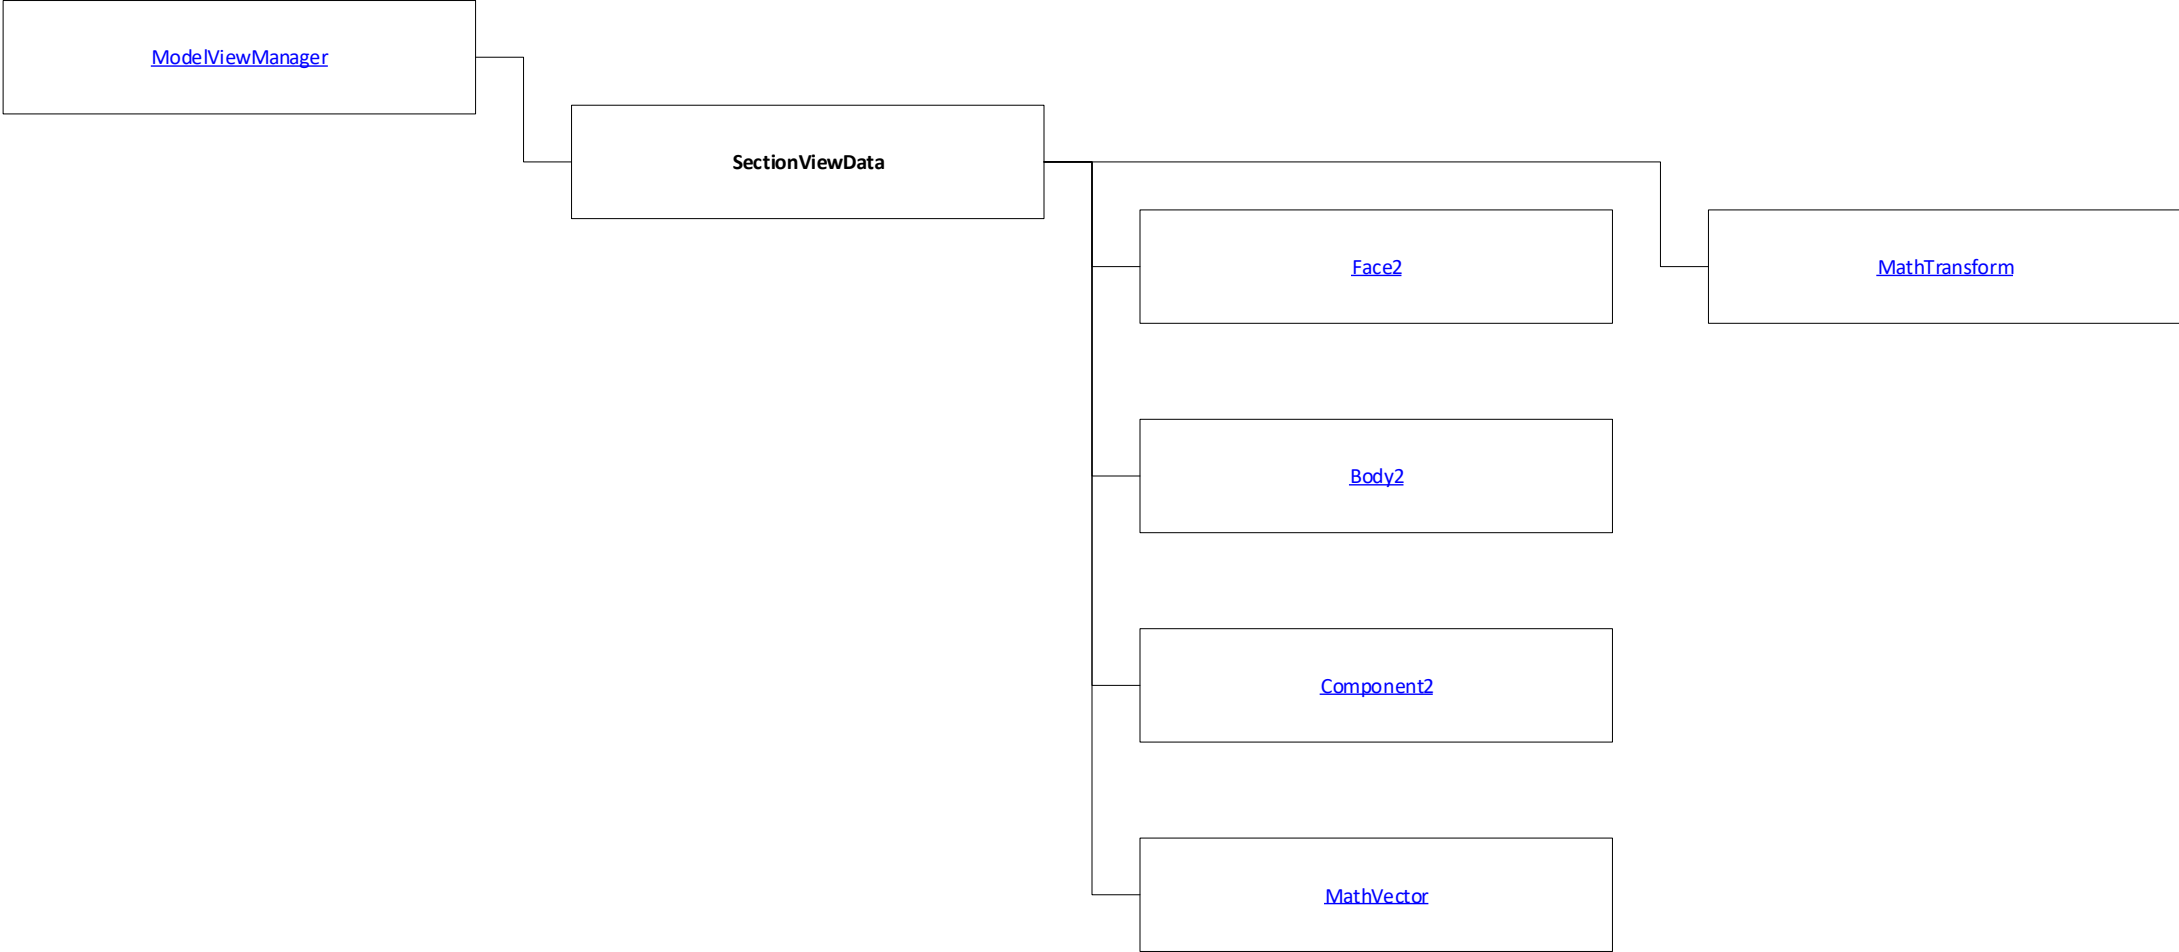 ModelViewManager
SectionViewData
Face2
MathTransform
Body2
Component2
MathVector